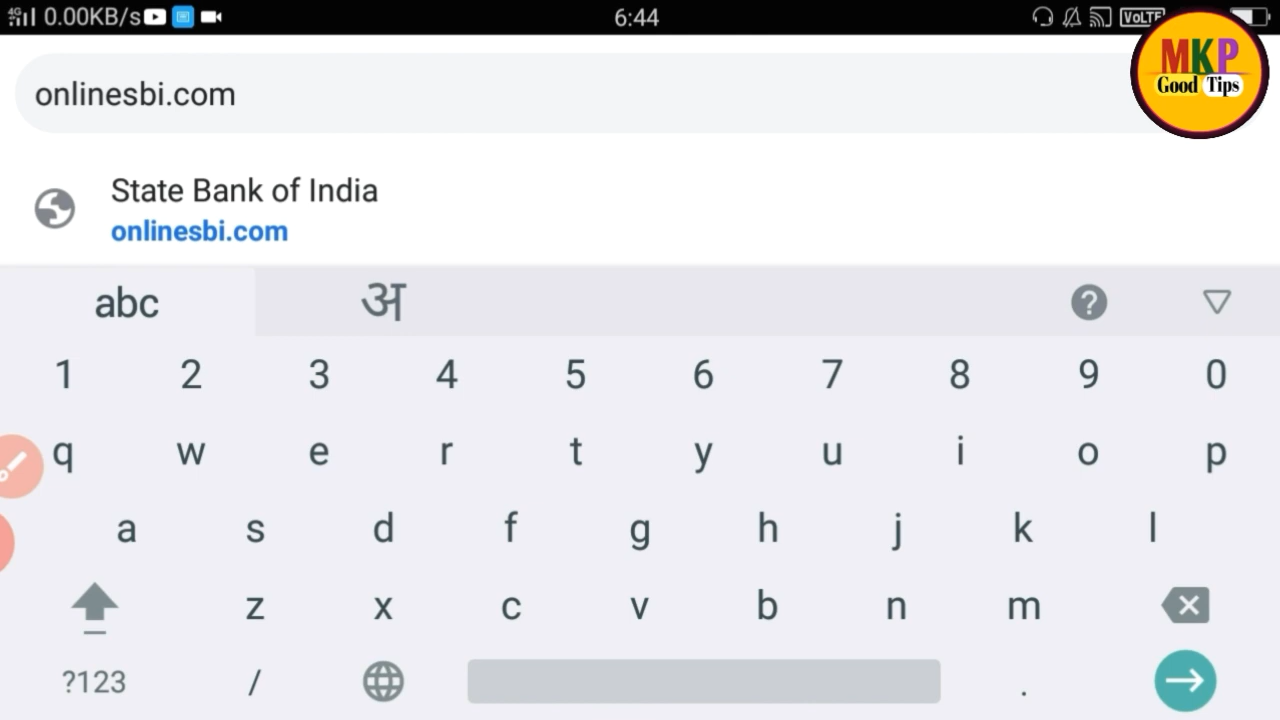 4G 0.00KB/s 6:44 VoLTE
MKP
Good Tips
onlinesbi.com
State Bank of India
onlinesbi.com
abc अ ?
1 2 3 4 5 6 7 8 9 0
q w e r t y u i o p
a s d f g h j k l
z x c v b n m
?123 / .